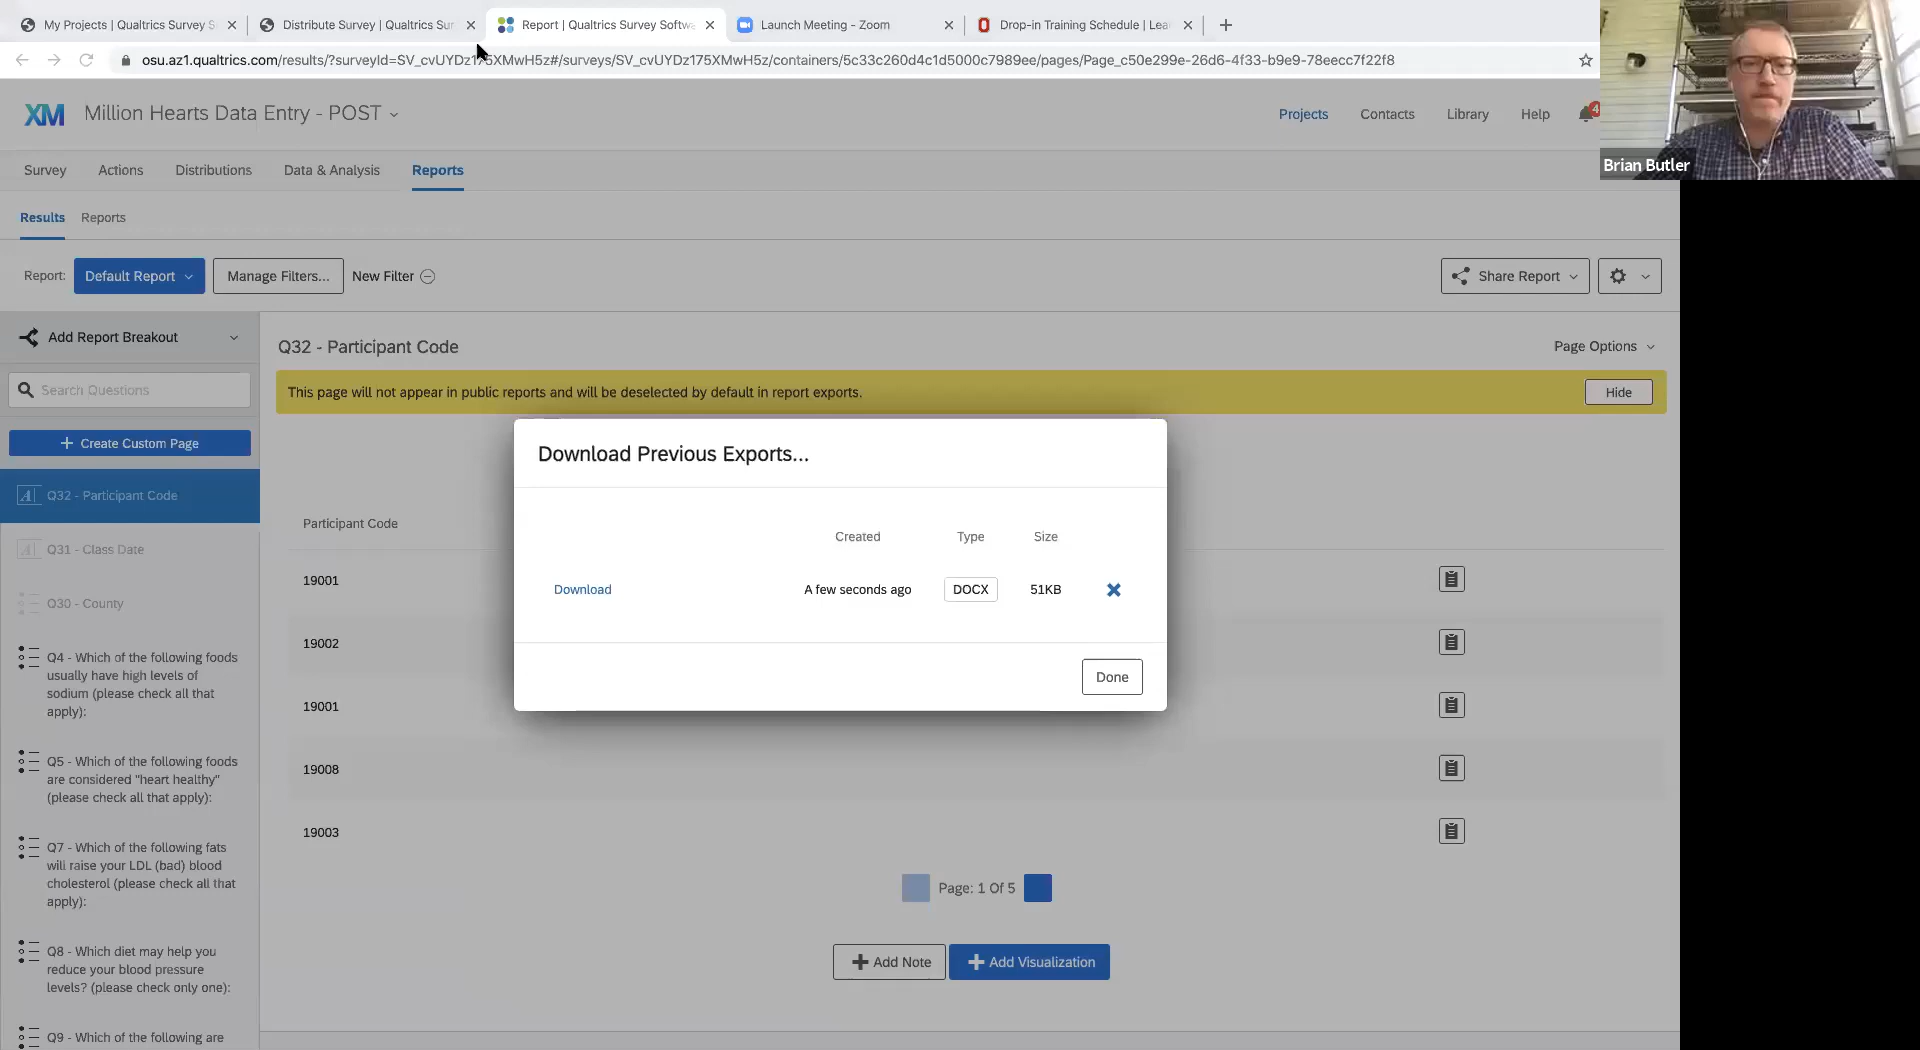 My Projects | Qualtrics Survey S
Distribute Survey | Qualtrics Sur
Report | Qualtrics Survey Softwa
Launch Meeting - Zoom
Drop-in Training Schedule | Lea
osu.az1.qualtrics.com/results/?surveyId=SV_cvUYDz175XMwH5z#/surveys/SV_cvUYDz175XMwH5z/containers/5c33c260d4c1d5000c7989ee/pages/Page_c50e299e-26d6-4f33-b9e9-78eecc7f22f8
XM
Million Hearts Data Entry - POST
Projects
Contacts
Library
Help
4
Brian Butler
Survey
Actions
Distributions
Data & Analysis
Reports
Results
Reports
Report:
Default Report
Manage Filters...
New Filter
Share Report
Add Report Breakout
Search Questions
Create Custom Page
Q32 - Participant Code
Q31 - Class Date
Q30 - County
Q4 - Which of the following foods
usually have high levels of
sodium (please check all that
apply):
Q5 - Which of the following foods
are considered "heart healthy"
(please check all that apply):
Q7 - Which of the following fats
will raise your LDL (bad) blood
cholesterol (please check all that
apply):
Q8 - Which diet may help you
reduce your blood pressure
levels? (please check only one):
Q9 - Which of the following are
Q32 - Participant Code
Page Options
This page will not appear in public reports and will be deselected by default in report exports.
Hide
Participant Code
19001
19002
19001
19008
19003
Page: 1 Of 5
Add Note
Add Visualization
Download Previous Exports...
Created
Type
Size
Download
A few seconds ago
DOCX
51KB
Done